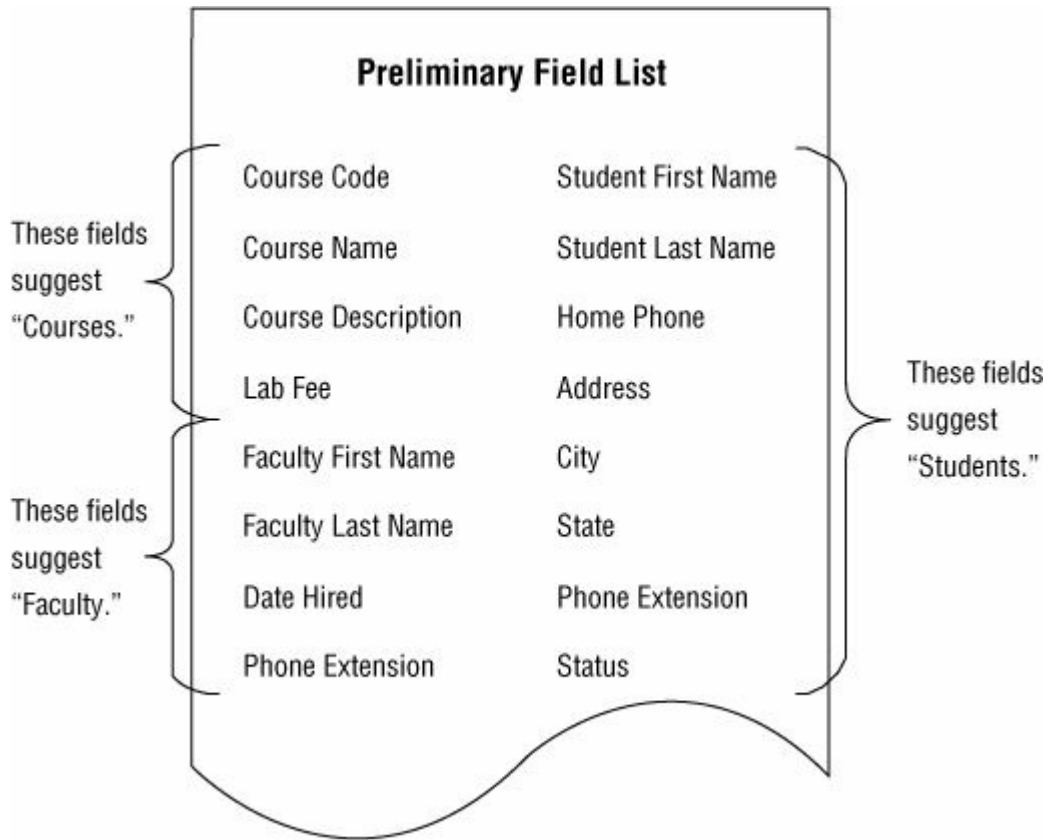 Preliminary Field List
These fields
suggest
“Courses.”
These fields
suggest
“Faculty.”
Course Code
Course Name
Course Description
Lab Fee
Faculty First Name
Faculty Last Name
Date Hired
Phone Extension
Student First Name
Student Last Name
Home Phone
Address
City
State
Phone Extension
Status
These fields
suggest
“Students.”